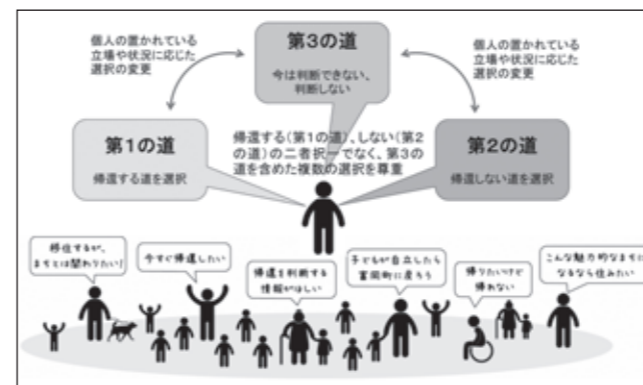 第3の道
今は判断できない、
判断しない
個人の置かれている
立場や状況に応じた
選択の変更
個人の置かれている
立場や状況に応じた
選択の変更
第1の道
帰還する道を選択
帰還する(第1の道)、しない(第2
の道)の二者択一でなく、第3の
道を含めた複数の選択を尊重
第2の道
帰還しない道を選択
移住するが、
まちとは関わりたい!
今すぐ帰還したい
帰還を判断する
情報がほしい
子どもが自立したら
富岡町に戻ろう
帰りたいけど
帰れない
こんな魅力的なまちに
なるなら住みたい